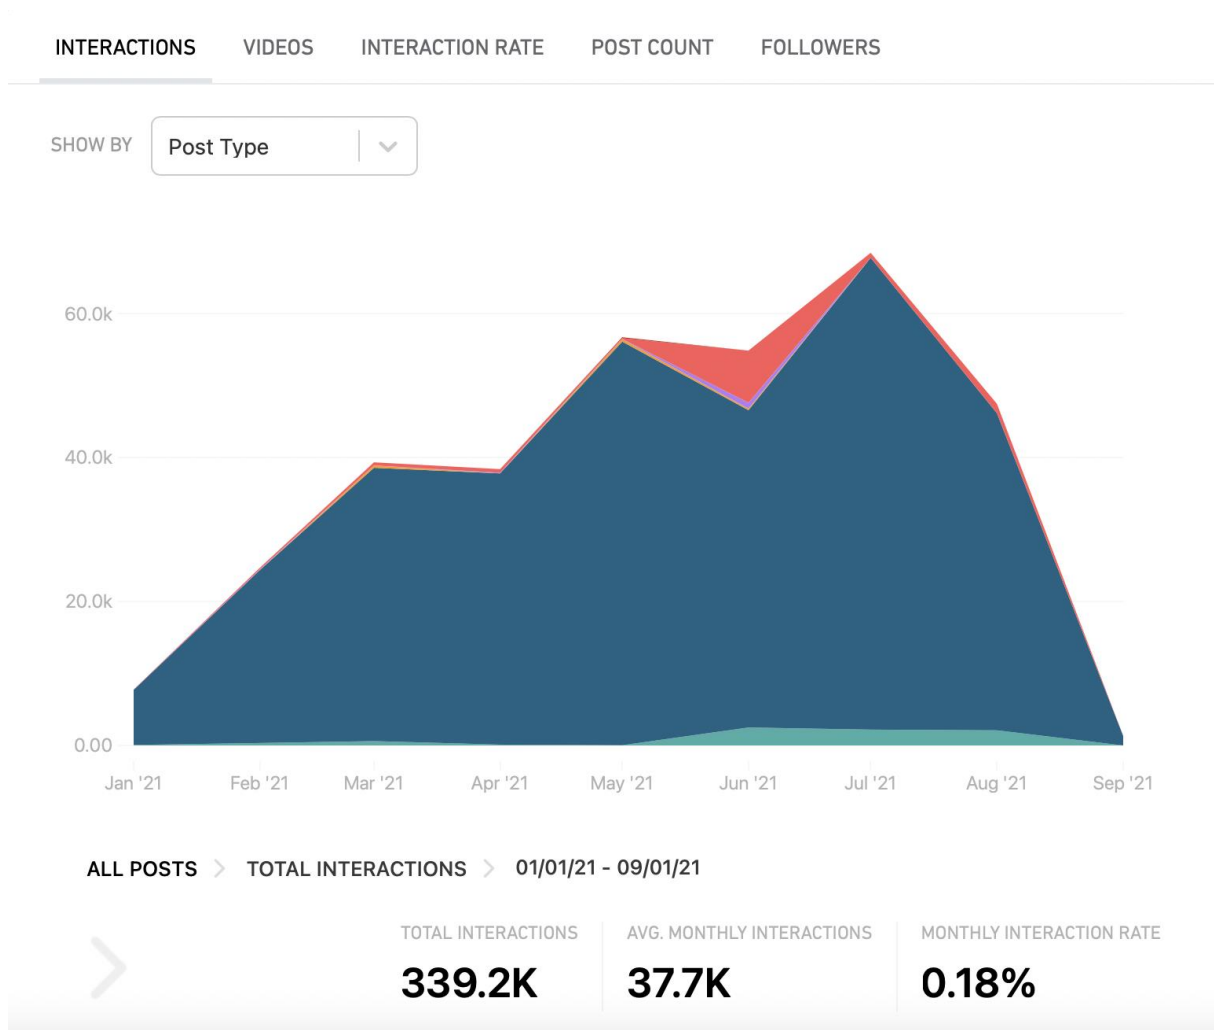 INTERACTIONS VIDEOS INTERACTION RATE POST COUNT FOLLOWERS
SHOW BY Post Type
60.0k
40.0k
20.0k
0.00
Jan '21 Feb '21 Mar '21 Apr '21 May '21 Jun '21 Jul '21 Aug '21 Sep '21
ALL POSTS TOTAL INTERACTIONS 01/01/21 - 09/01/21
TOTAL INTERACTIONS AVG. MONTHLY INTERACTIONS MONTHLY INTERACTION RATE
339.2K 37.7K 0.18%